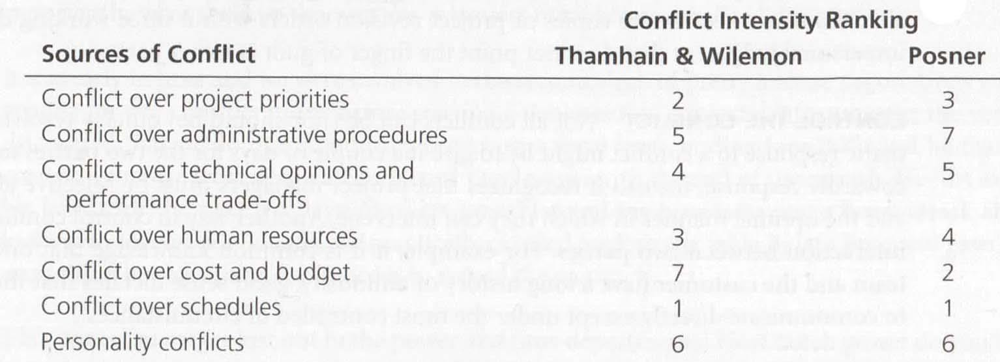 Conflict Intensity Ranking
Sources of Conflict Thamhain & Wilemon Posner
Conflict over project priorities 2 3
Conflict over administrative procedures 5 7
Conflict over technical opinions and 4 5
performance trade-offs
Conflict over human resources 3 4
Conflict over cost and budget 7 2
Conflict over schedules 1 1
Personality conflicts 6 6